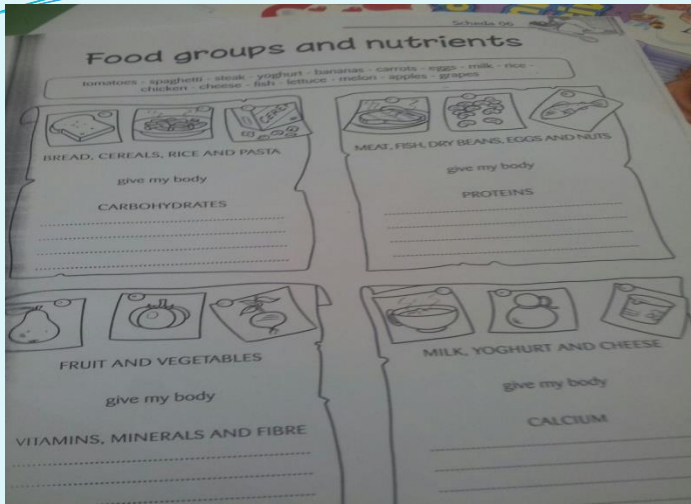 Scheda 66
Food groups and nutrients
tomatoes - spaghetti - steak - yoghurt - bananas - carrots - eggs - milk - rice -
chicken - cheese - fish - lettuce - melon - apples - grapes
BREAD, CEREALS, RICE AND PASTA
give my body
CARBOHYDRATES
MEAT, FISH, DRY BEANS, EGGS AND NUTS
give my body
PROTEINS
FRUIT AND VEGETABLES
give my body
VITAMINS, MINERALS AND FIBRE
MILK, YOGHURT AND CHEESE
give my body
CALCIUM